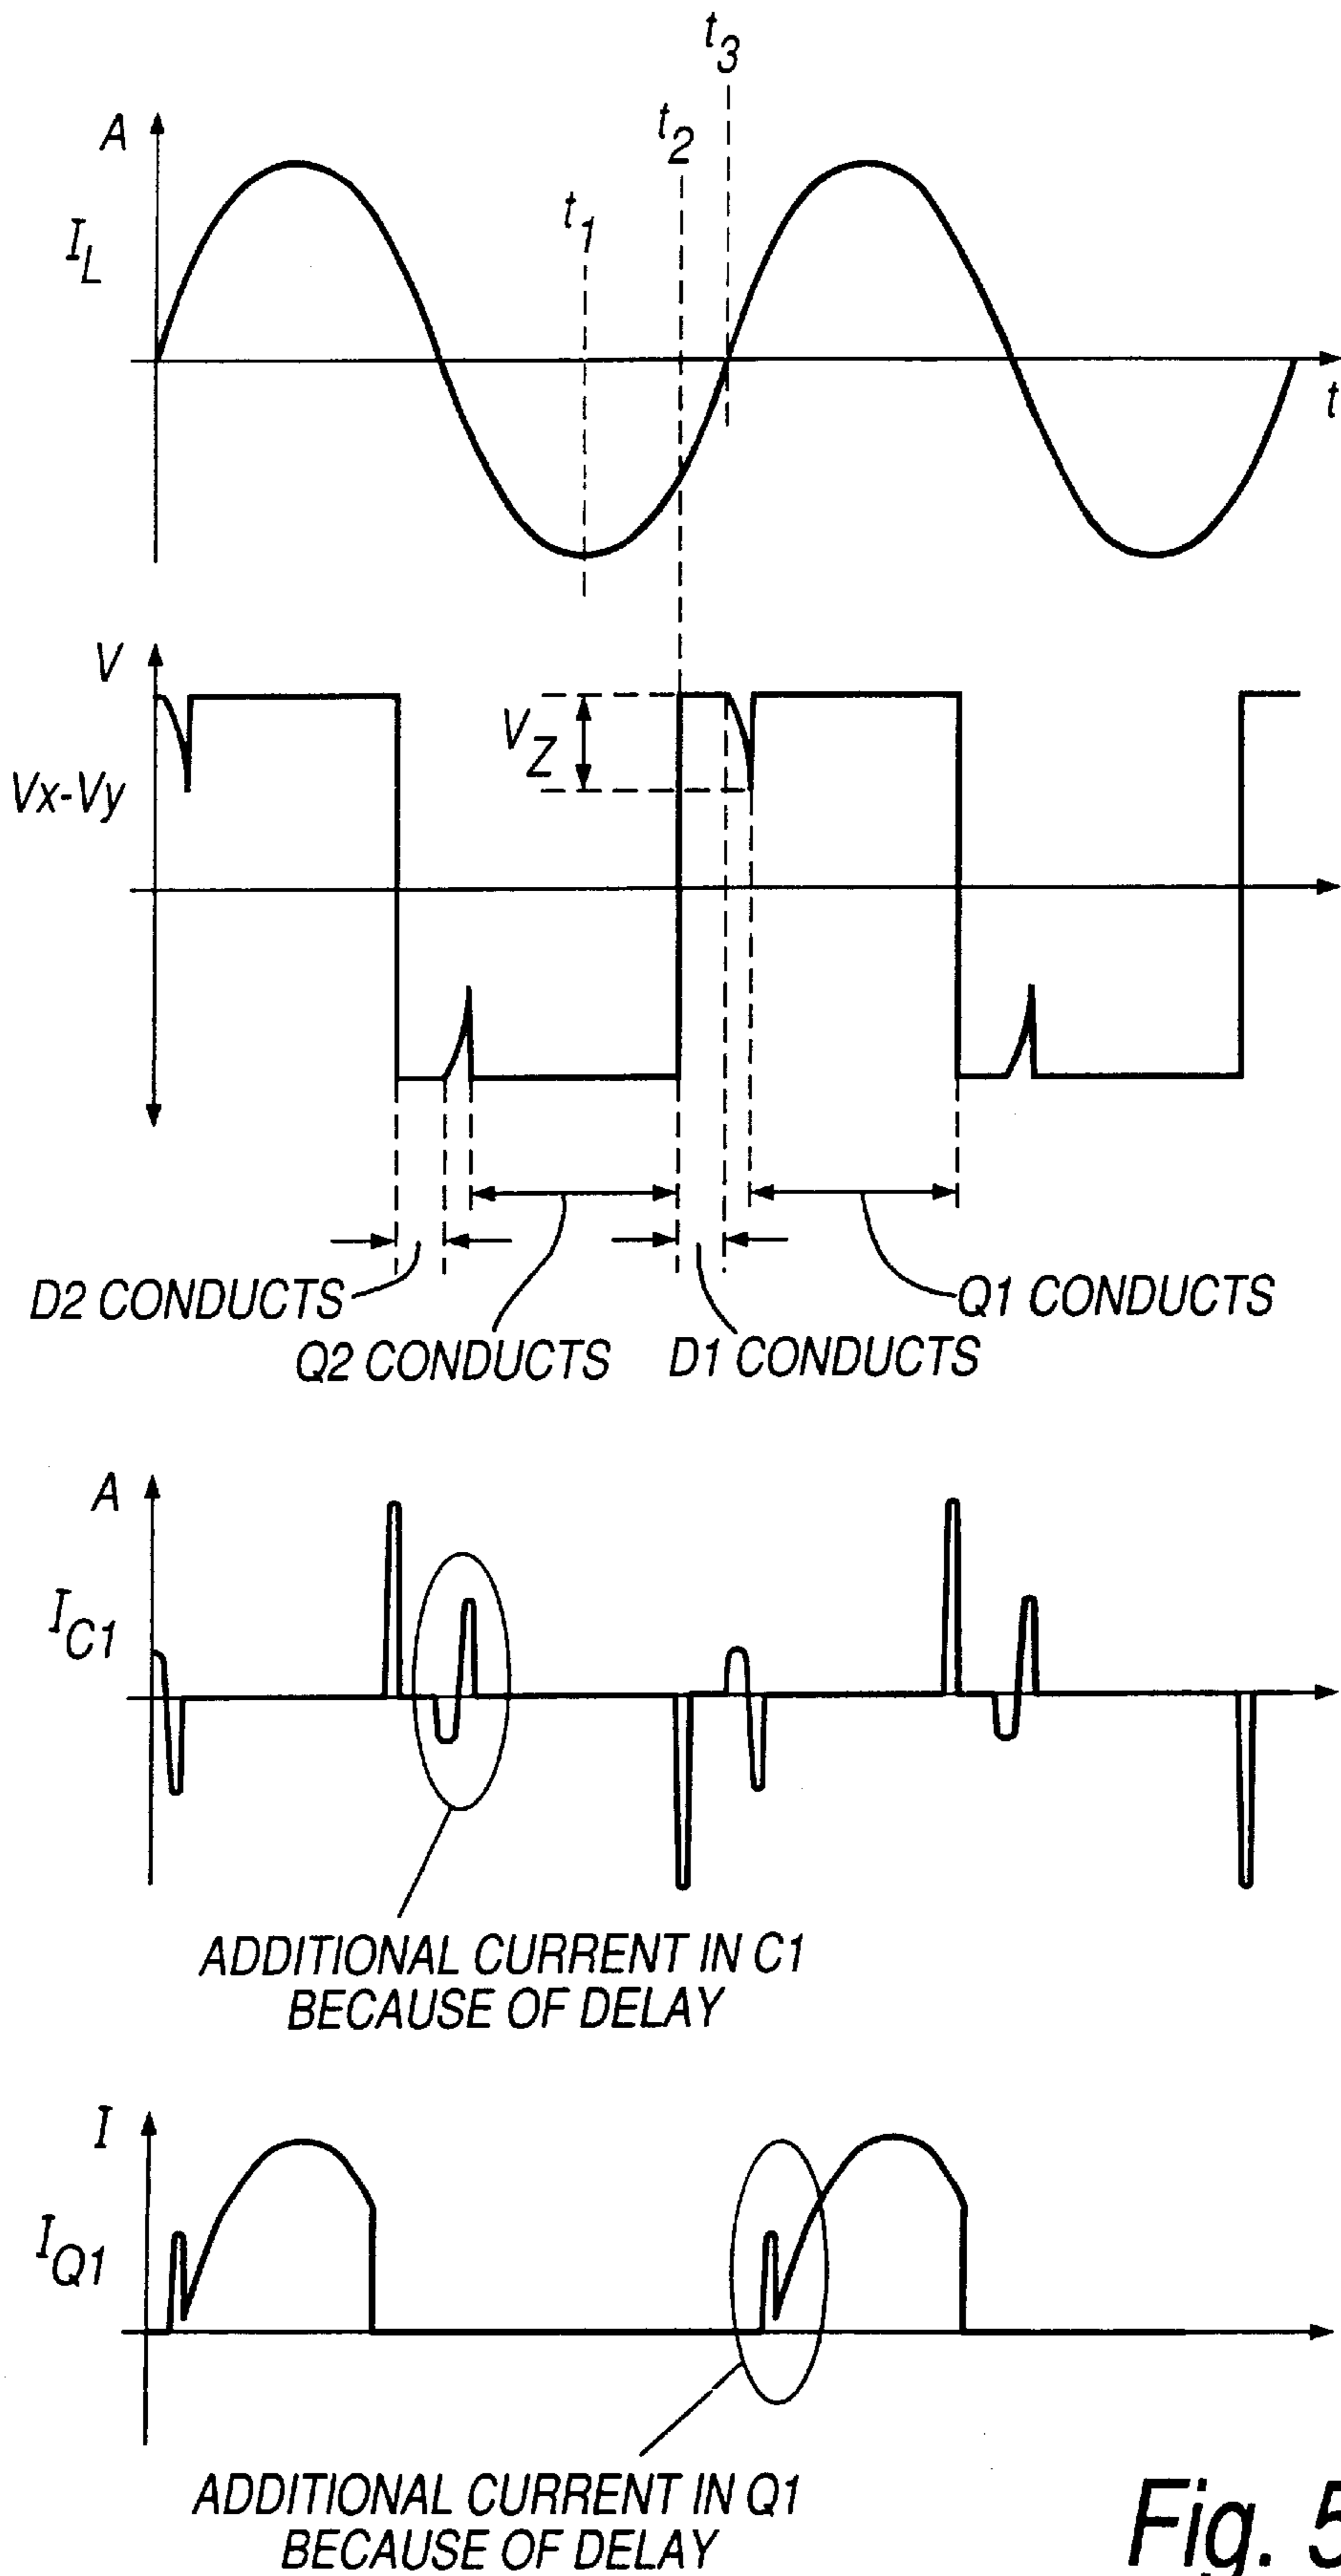 t3
t2
A
t1
IL
t
V
VZ
Vx-Vy
D2 CONDUCTS
Q1 CONDUCTS
Q2 CONDUCTS
D1 CONDUCTS
A
IC1
ADDITIONAL CURRENT IN C1
BECAUSE OF DELAY
I
IQ1
ADDITIONAL CURRENT IN Q1
BECAUSE OF DELAY
Fig. 5